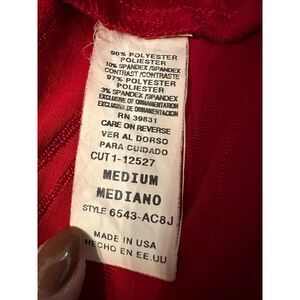 90% POLYESTER
POLIESTER
10% SPANDEX/SPANDEX
CONTRAST/CONTRASTE
97% POLYESTER
POLIESTER
3% SPANDEX/SPANDEX
EXCLUSIVE OF ORNAMENTATION
EXCLUSIVA DE ORNAMENTACION
RN 39831
CARE ON REVERSE
VER AL DORSO
PARA CUIDADO
CUT 1-12527
MEDIUM
MEDIANO
STYLE 6543-AC8J
MADE IN USA
HECHO EN EE.UU